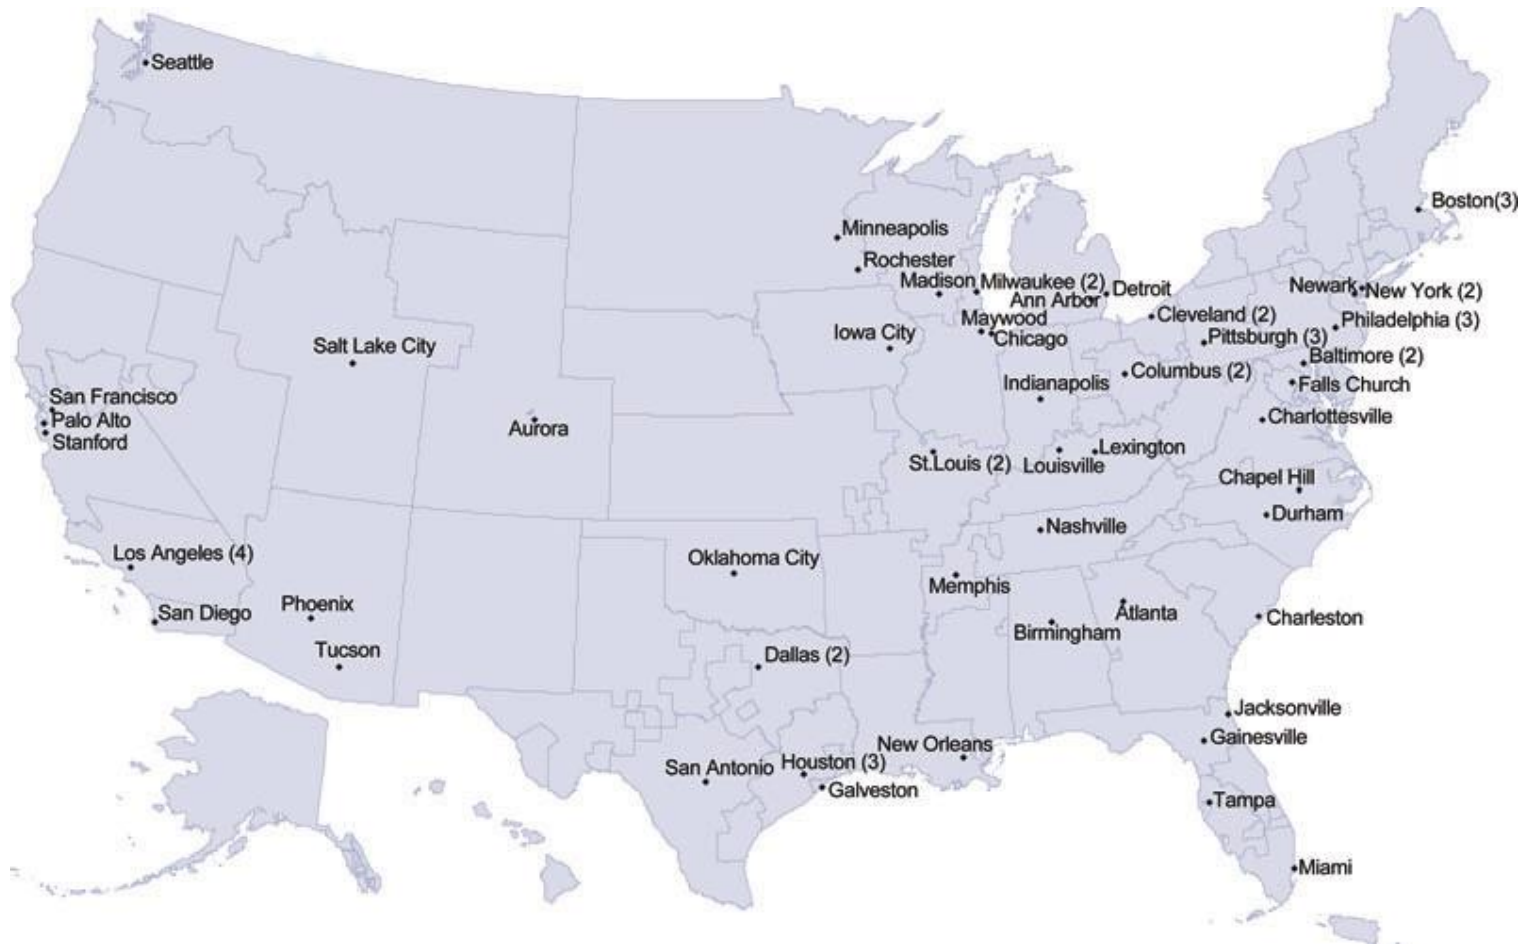 Seattle
Boston(3)
Minneapolis
Rochester
Madison
Milwaukee (2)
Ann Arbor
Detroit
Newark
New York (2)
Cleveland (2)
Philadelphia (3)
Maywood
Iowa City
Chicago
Pittsburgh (3)
Salt Lake City
Baltimore (2)
Columbus (2)
Indianapolis
Falls Church
San Francisco
Palo Alto
Stanford
Aurora
Charlottesville
Lexington
St.Louis (2)
Louisville
Chapel Hill
Durham
Nashville
Los Angeles (4)
Oklahoma City
Memphis
Phoenix
San Diego
Atlanta
Charleston
Birmingham
Tucson
Dallas (2)
Jacksonville
Gainesville
New Orleans
San Antonio
Houston (3)
Galveston
Tampa
Miami